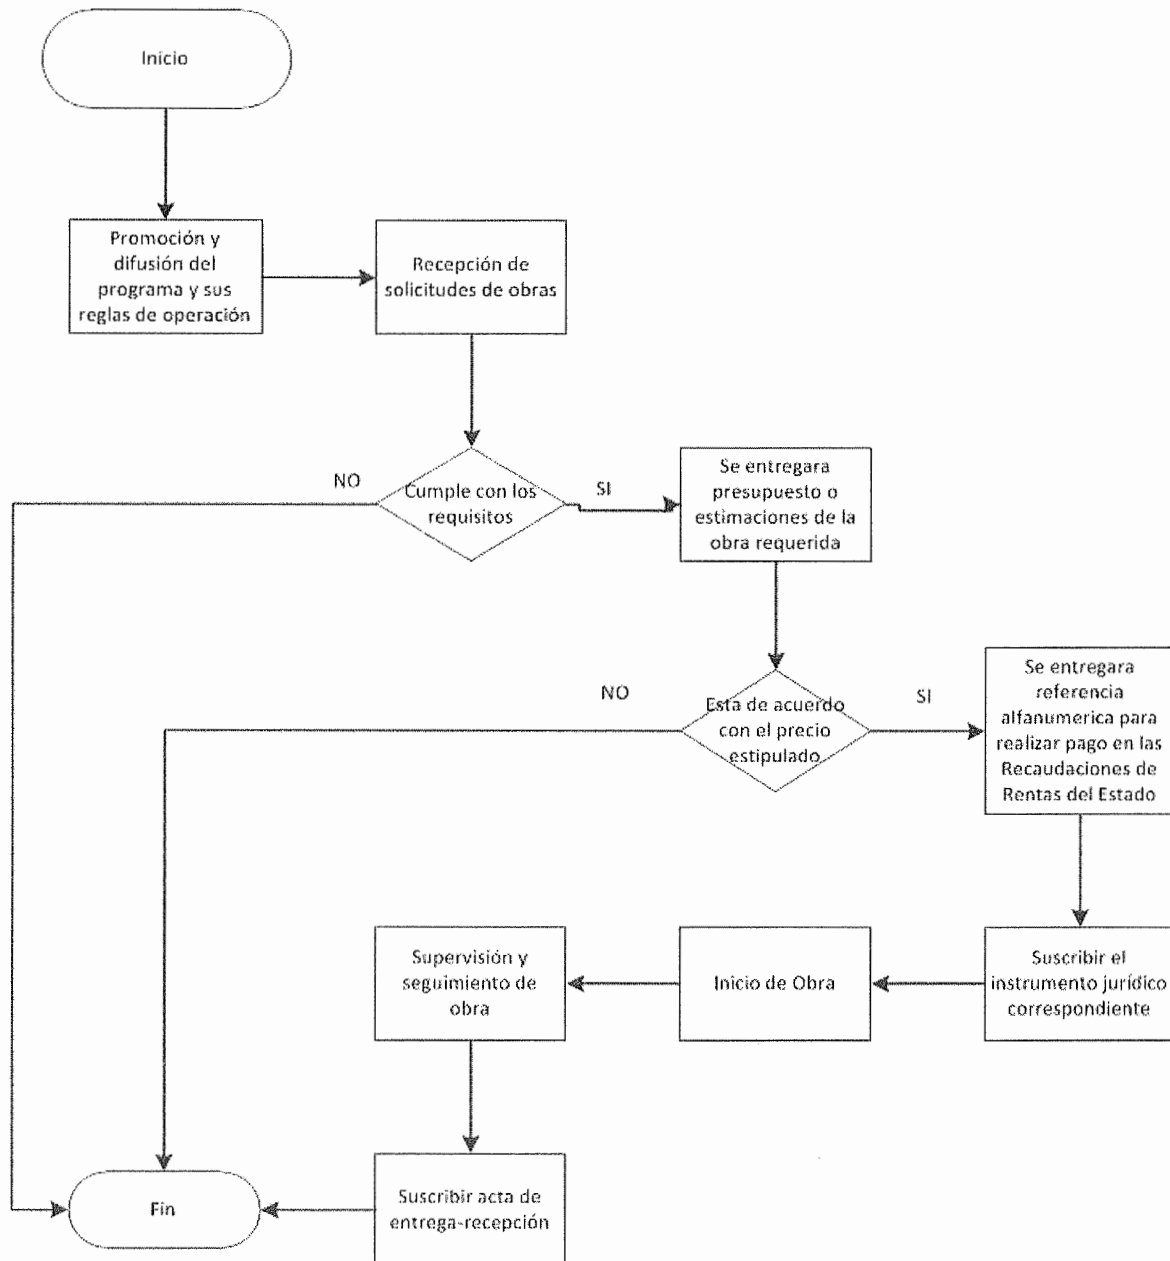 Inicio
Promoción y
difusión del
programa y sus
reglas de operación
Recepción de
solicitudes de obras
NO
Cumple con los
requisitos
SI
Se entregara
presupuesto o
estimaciones de la
obra requerida
NO
Esta de acuerdo
con el precio
estipulado
SI
Se entregara
referencia
alfanumerica para
realizar pago en las
Recaudaciones de
Rentas del Estado
Suscribir el
instrumento jurídico
correspondiente
Inicio de Obra
Supervisión y
seguimiento de
obra
Suscribir acta de
entrega-recepción
Fin